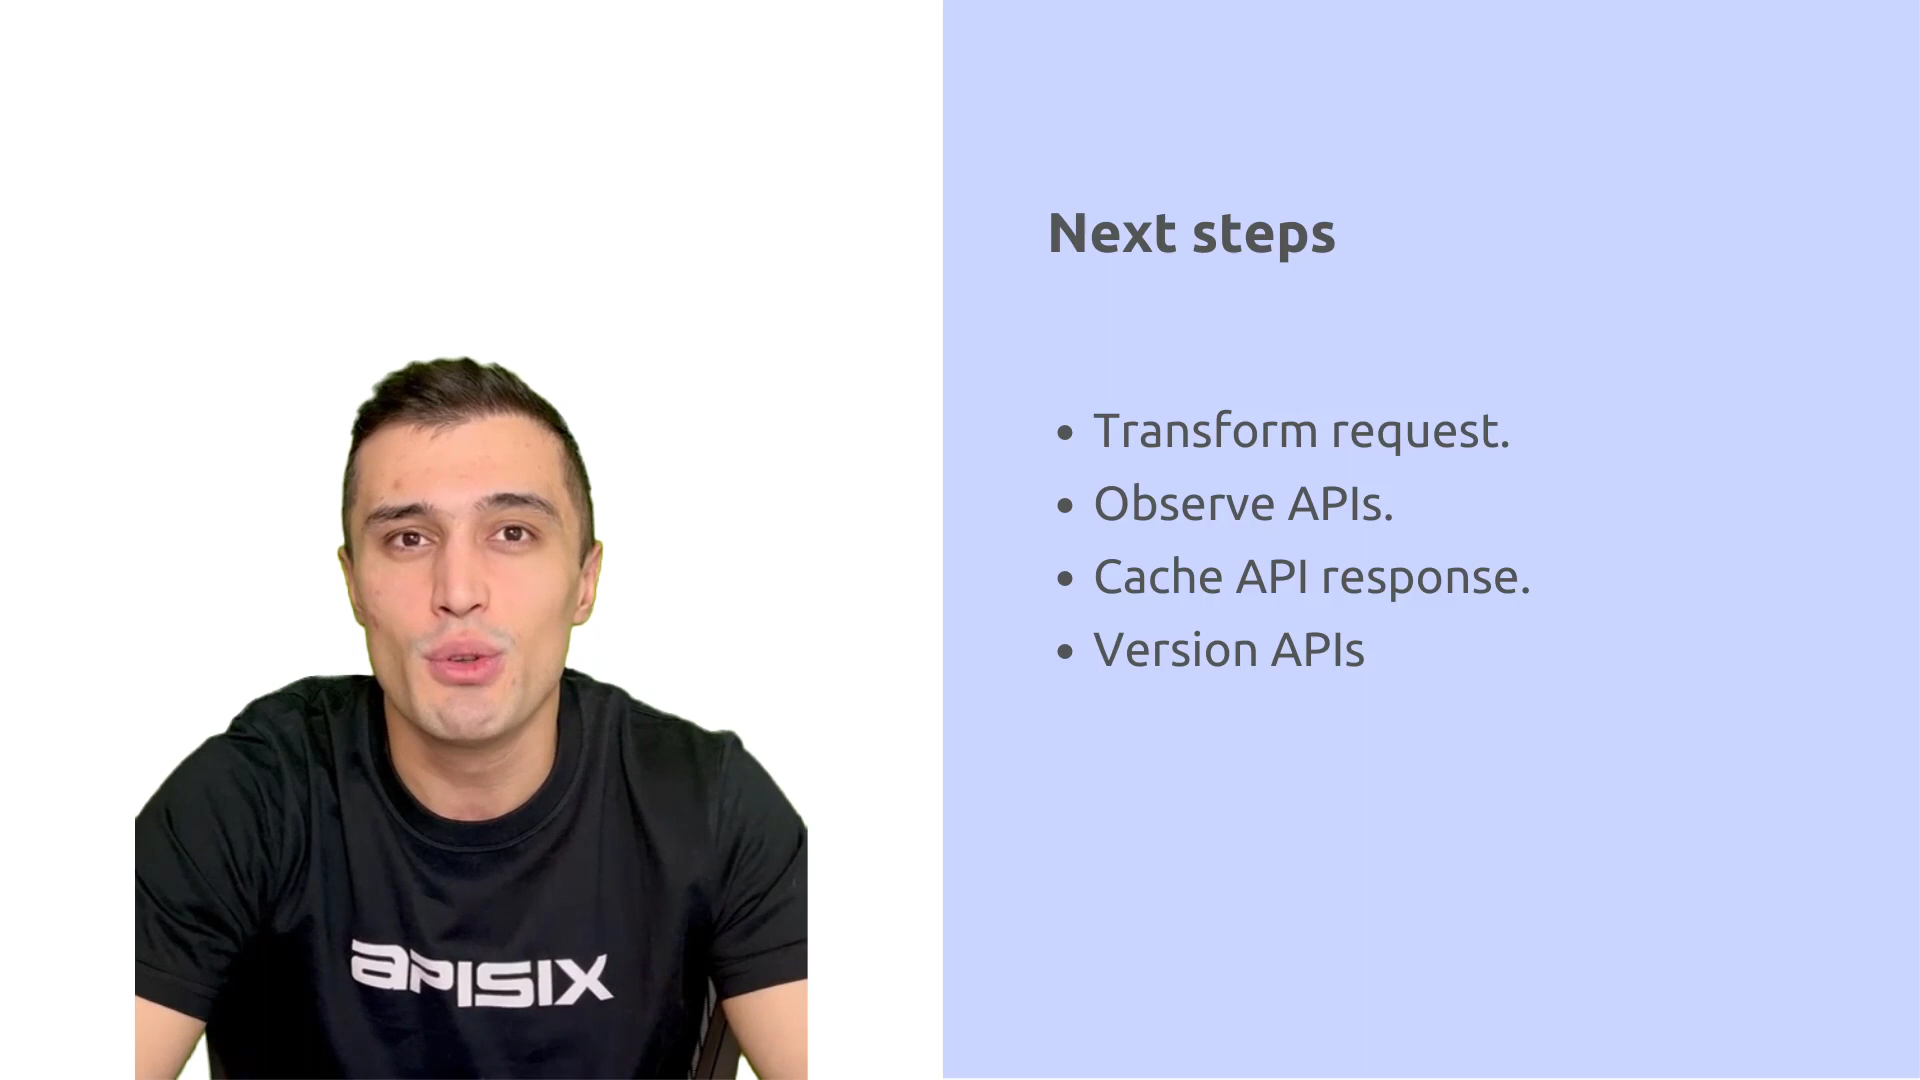 Next steps
• Transform request.
• Observe APIs.
• Cache API response.
• Version APIs
APISIX